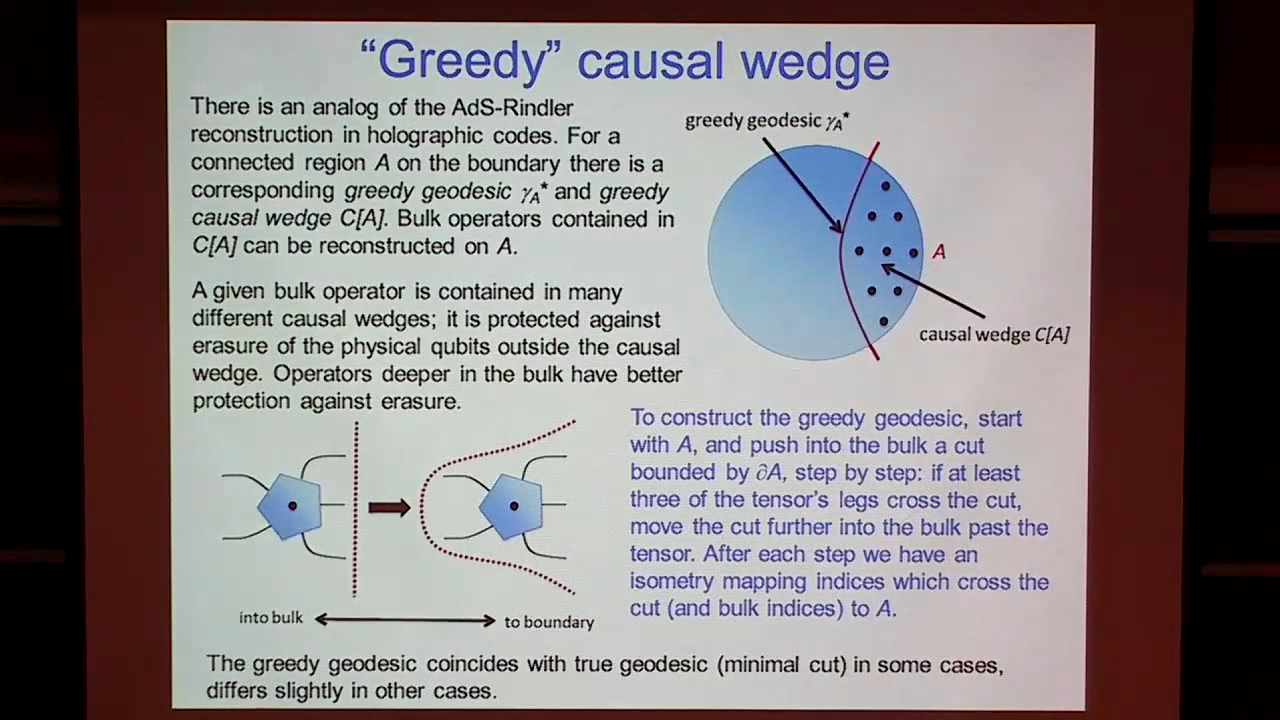 “Greedy” causal wedge
There is an analog of the AdS-Rindler
reconstruction in holographic codes. For a
connected region A on the boundary there is a
corresponding greedy geodesic γA* and greedy
causal wedge C[A]. Bulk operators contained in
C[A] can be reconstructed on A.
A given bulk operator is contained in many
different causal wedges; it is protected against
erasure of the physical qubits outside the causal
wedge. Operators deeper in the bulk have better
protection against erasure.
greedy geodesic γA*
A
causal wedge C[A]
To construct the greedy geodesic, start
with A, and push into the bulk a cut
bounded by ∂A, step by step: if at least
three of the tensor's legs cross the cut,
move the cut further into the bulk past the
tensor. After each step we have an
isometry mapping indices which cross the
cut (and bulk indices) to A.
into bulk
to boundary
The greedy geodesic coincides with true geodesic (minimal cut) in some cases,
differs slightly in other cases.